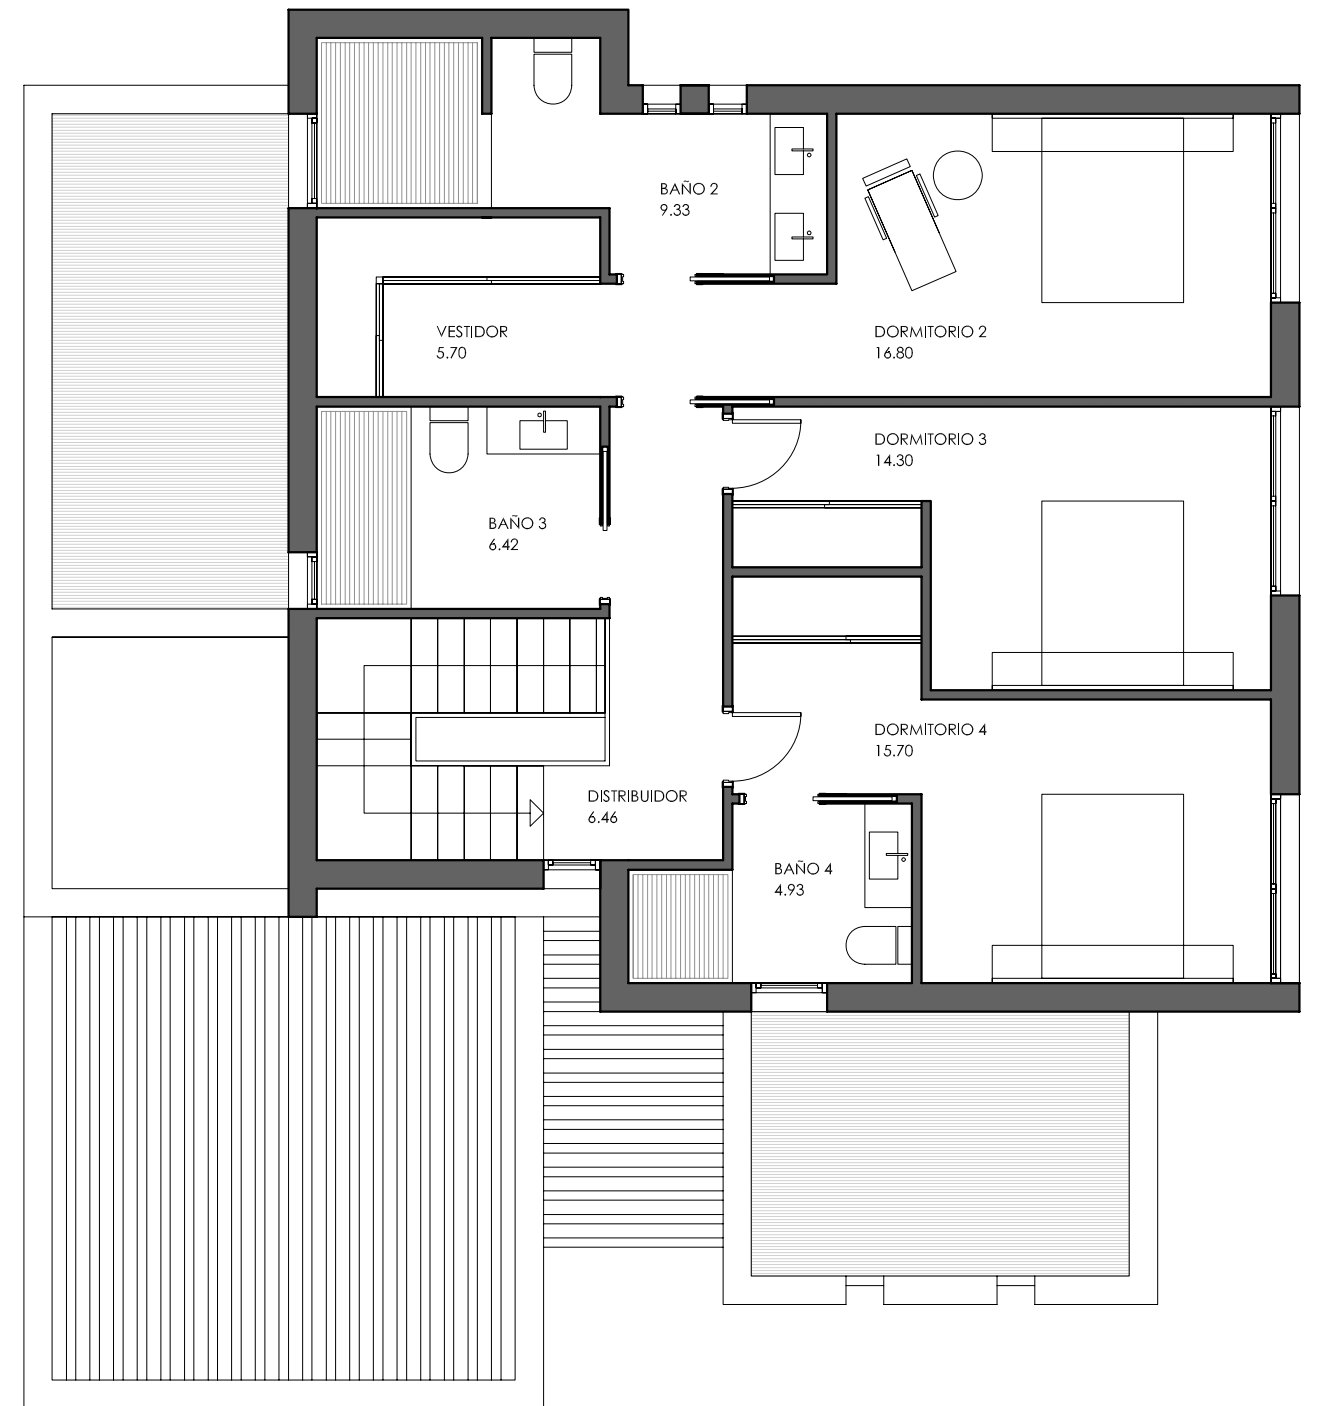 BAÑO 2
9.33
VESTIDOR
5.70
DORMITORIO 2
16.80
DORMITORIO 3
14.30
BAÑO 3
6.42
DORMITORIO 4
15.70
DISTRIBUIDOR
6.46
BAÑO 4
4.93